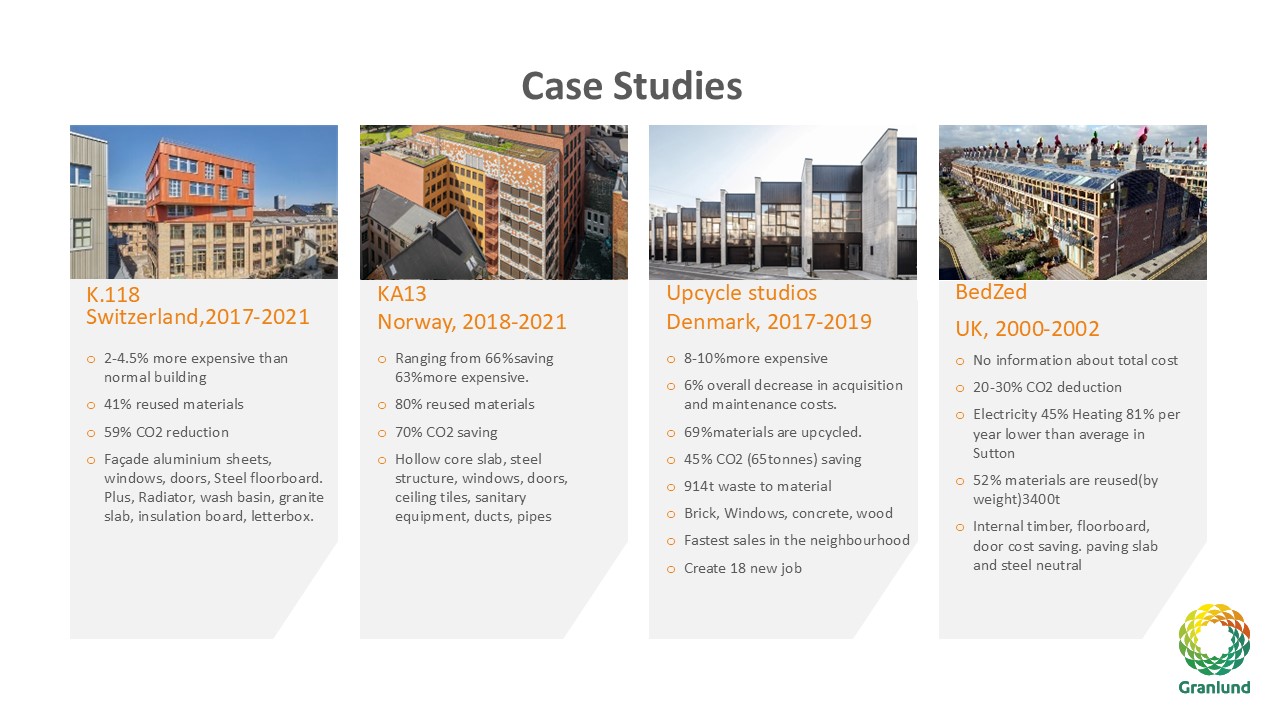 Case Studies
K.118
Switzerland,2017-2021
○ 2-4.5% more expensive than
normal building
○ 41% reused materials
○ 59% CO2 reduction
○ Façade aluminium sheets,
windows, doors, Steel floorboard.
Plus, Radiator, wash basin, granite
slab, insulation board, letterbox.
KA13
Norway, 2018-2021
○ Ranging from 66%saving
63%more expensive.
○ 80% reused materials
○ 70% CO2 saving
○ Hollow core slab, steel
structure, windows, doors,
ceiling tiles, sanitary
equipment, ducts, pipes
Upcycle studios
Denmark, 2017-2019
○ 8-10%more expensive
○ 6% overall decrease in acquisition
and maintenance costs.
○ 69%materials are upcycled.
○ 45% CO2 (65tonnes) saving
○ 914t waste to material
○ Brick, Windows, concrete, wood
○ Fastest sales in the neighbourhood
○ Create 18 new job
BedZed
UK, 2000-2002
○ No information about total cost
○ 20-30% CO2 deduction
○ Electricity 45% Heating 81% per
year lower than average in
Sutton
○ 52% materials are reused(by
weight)3400t
○ Internal timber, floorboard,
door cost saving. paving slab
and steel neutral
Granlund